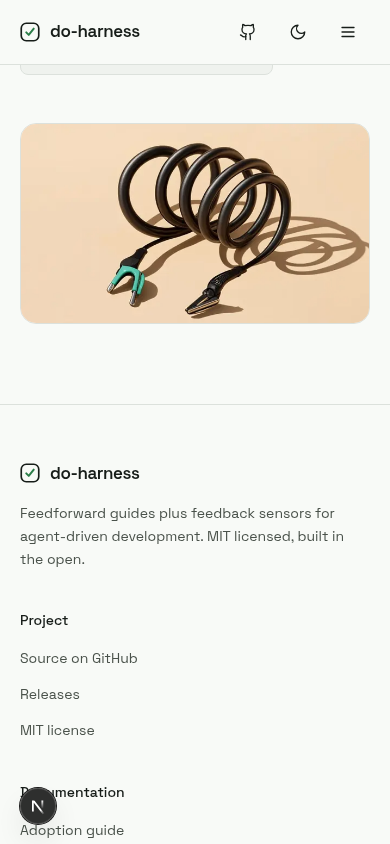 do-harness
do-harness
Feedforward guides plus feedback sensors for
agent-driven development. MIT licensed, built in
the open.
Project
Source on GitHub
Releases
MIT license
Documentation
N
Adoption guide